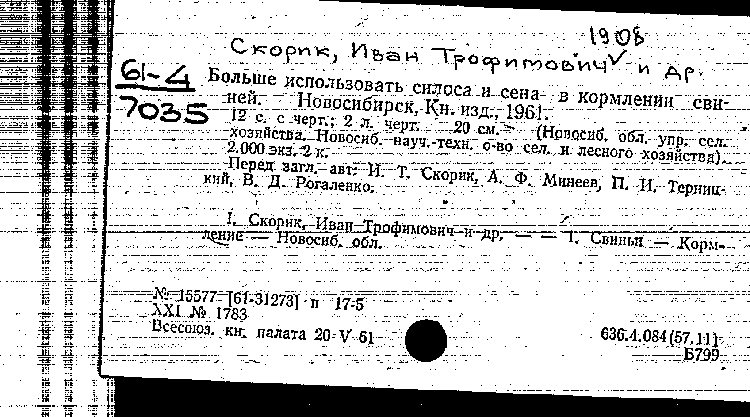 1908
Скорик, Иван Трофимович и др.
61-4
7035
Больше использовать силоса и сена в кормлении сви-
ней. Новосибирск, Кн. изд., 1961.
12 с. с черт.; 2 л. черт. 20 см. — (Новосиб. обл. упр. сел.
хозяйства. Новосиб. науч.-техн. о-во сел. и лесного хозяйства).
2.000 экз. 2 к.
Перед загл. авт: И. Т. Скорик, А. Ф. Минеев, П. И. Терниц-
кий, В. Д. Рогаленко.
I. Скорик, Иван Трофимович и др. — — 1. Свиньи — Корм-
ление — Новосиб. обл.
№ 15577 [61-31273] п 17-5
XXI № 1783
Всесоюз. кн. палата 20 V 61
636.4.084(57.11)
Б799